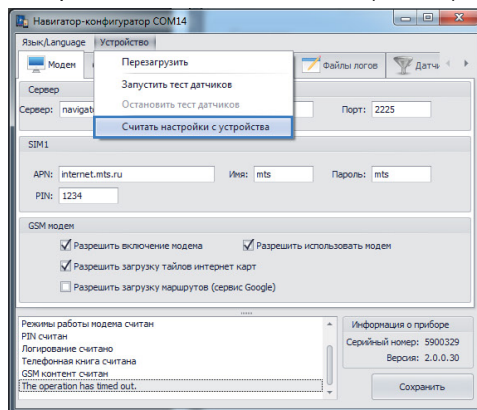 Навигатор-конфигуратор COM14
Язык/Language Устройство
Модем Перезагрузить Файлы логов Датч
Сервер Запустить тест датчиков
Сервер: navigat Остановить тест датчиков Порт: 2225
Считать настройки с устройства
SIM1
APN: internet.mts.ru Имя: mts Пароль: mts
PIN: 1234
GSM модем
Разрешить включение модема Разрешить использовать модем
Разрешить загрузку тайлов интернет карт
Разрешить загрузку маршрутов (сервис Google)
Режимы работы модема считан
PIN считан
Логирование считано
Телефонная книга считана
GSM контент считан
The operation has timed out.
Информация о приборе
Серийный номер: 5900329
Версия: 2.0.0.30
Сохранить